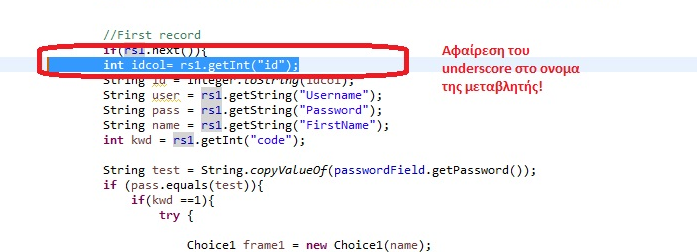 //First record
if(rs1.next()){
int idcol= rs1.getInt("id");
String id = Integer.toString(idcol);
String user = rs1.getString("Username");
String pass = rs1.getString("Password");
String name = rs1.getString("FirstName");
int kwd = rs1.getInt("code");
String test = String.copyValueOf(passwordField.getPassword());
if (pass.equals(test)){
if(kwd ==1){
try {
Choice1 frame1 = new Choice1(name);
Αφαίρεση του
underscore στο ονομα
της μεταβλητής!